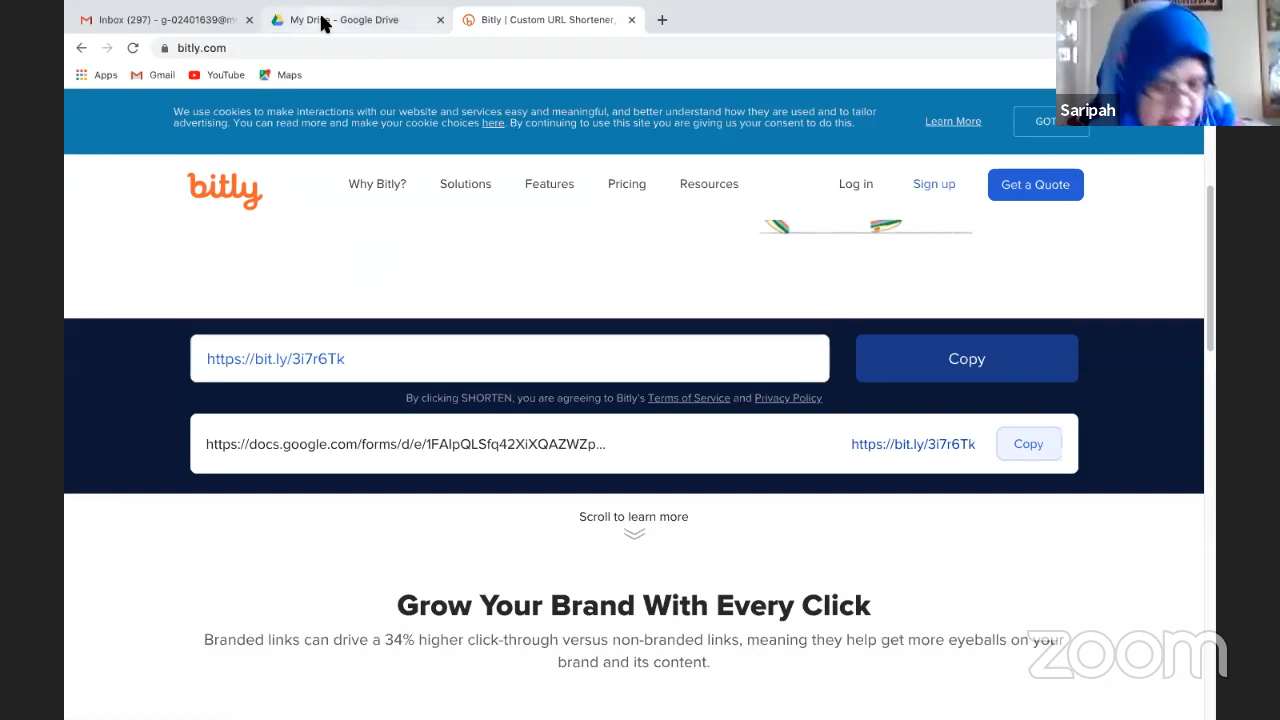 Inbox (297) - g-02401639@m
My Drive - Google Drive
Bitly | Custom URL Shortener,
bitly.com
Apps
Gmail
YouTube
Maps
Saripah
We use cookies to make interactions with our website and services easy and meaningful, and better understand how they are used and to tailor
advertising. You can read more and make your cookie choices here. By continuing to use this site you are giving us your consent to do this.
Learn More
GOT
bitly
Why Bitly?
Solutions
Features
Pricing
Resources
Log in
Sign up
Get a Quote
https://bit.ly/3i7r6Tk
Copy
By clicking SHORTEN, you are agreeing to Bitly's Terms of Service and Privacy Policy
https://docs.google.com/forms/d/e/1FAIpQLSfq42XiXQAZWZp...
https://bit.ly/3i7r6Tk
Copy
Scroll to learn more
Grow Your Brand With Every Click
Branded links can drive a 34% higher click-through versus non-branded links, meaning they help get more eyeballs on your
brand and its content.
zoom